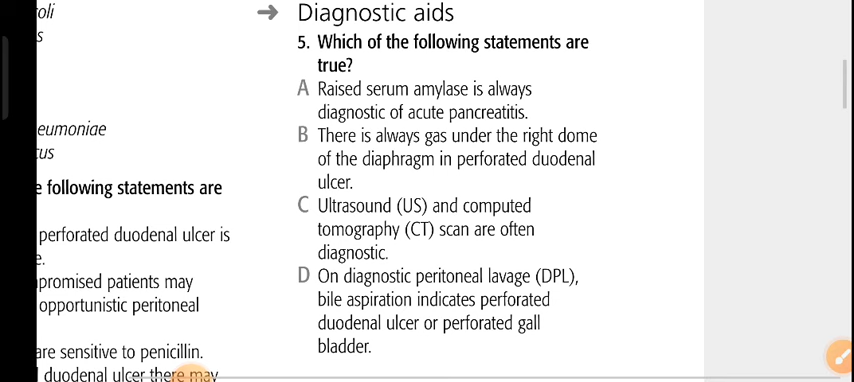 oli
s
eumoniae
cus
e following statements are
perforated duodenal ulcer is
e.
promised patients may
opportunistic peritoneal
are sensitive to penicillin.
duodenal ulcer there may
→ Diagnostic aids
5. Which of the following statements are
true?
A Raised serum amylase is always
diagnostic of acute pancreatitis.
B There is always gas under the right dome
of the diaphragm in perforated duodenal
ulcer.
C Ultrasound (US) and computed
tomography (CT) scan are often
diagnostic.
D On diagnostic peritoneal lavage (DPL),
bile aspiration indicates perforated
duodenal ulcer or perforated gall
bladder.